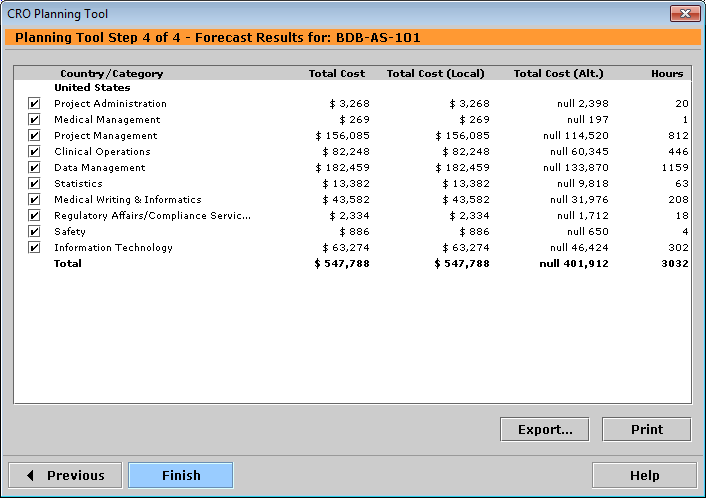 CRO Planning Tool
Planning Tool Step 4 of 4 - Forecast Results for: BDB-AS-101
Country/Category Total Cost Total Cost (Local) Total Cost (Alt.) Hours
United States
Project Administration $ 3,268 $ 3,268 null 2,398 20
Medical Management $ 269 $ 269 null 197 1
Project Management $ 156,085 $ 156,085 null 114,520 812
Clinical Operations $ 82,248 $ 82,248 null 60,345 446
Data Management $ 182,459 $ 182,459 null 133,870 1159
Statistics $ 13,382 $ 13,382 null 9,818 63
Medical Writing & Informatics $ 43,582 $ 43,582 null 31,976 208
Regulatory Affairs/Compliance Servic... $ 2,334 $ 2,334 null 1,712 18
Safety $ 886 $ 886 null 650 4
Information Technology $ 63,274 $ 63,274 null 46,424 302
Total $ 547,788 $ 547,788 null 401,912 3032
Export... Print
Previous Finish Help